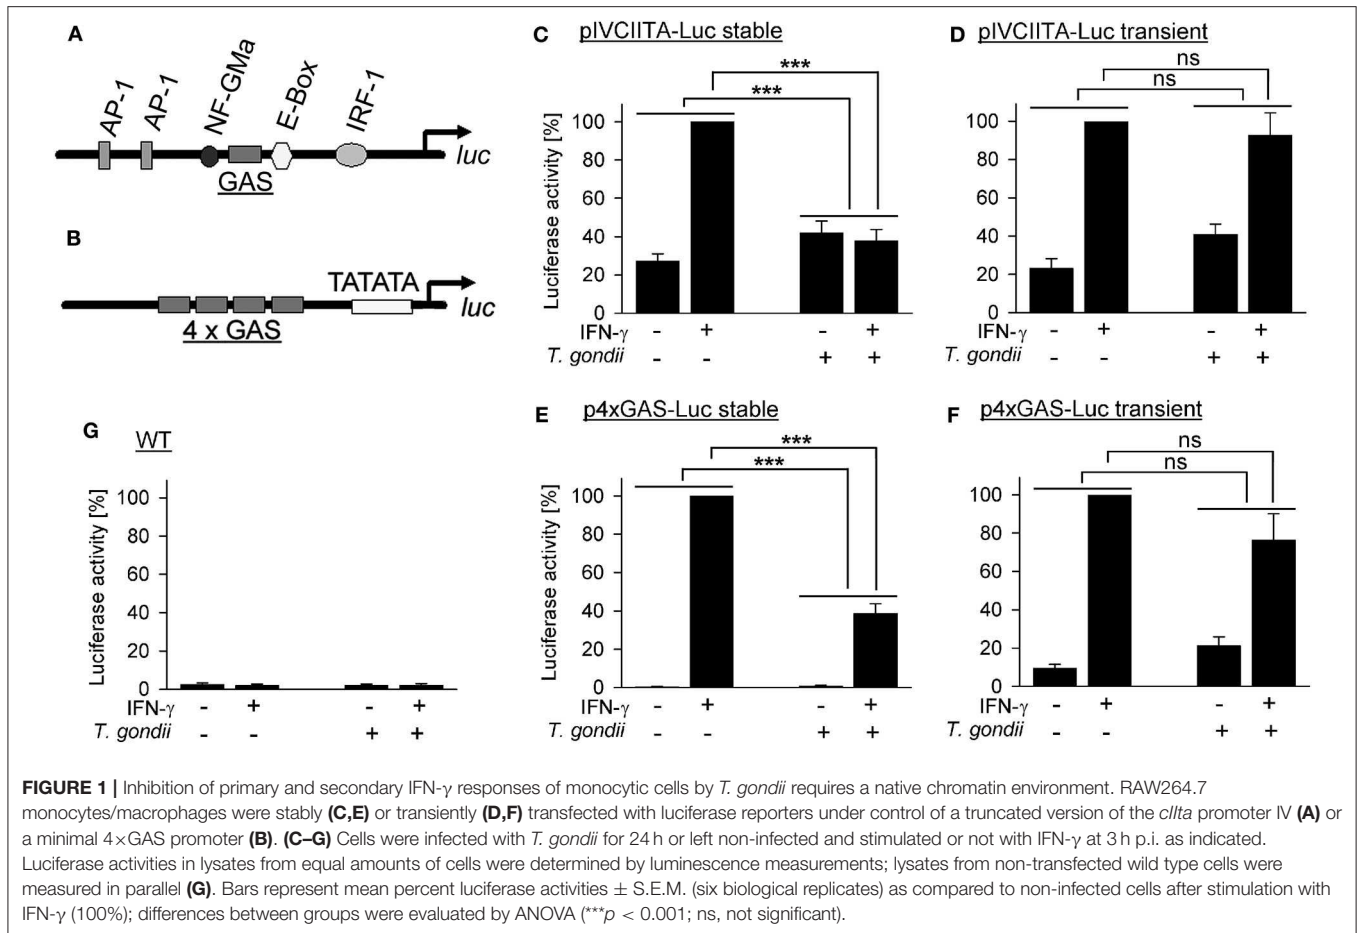 A
AP-1
AP-1
NF-GMa
E-Box
IRF-1
luc
GAS
B
TATATA
luc
4 x GAS
C pIVCIITA-Luc stable
***
***
Luciferase activity [%]
100
80
60
40
20
0
IFN-γ - + - +
T. gondii - - + +
D pIVCIITA-Luc transient
ns
ns
100
80
60
40
20
0
- + - +
- - + +
G WT
Luciferase activity [%]
100
80
60
40
20
0
IFN-γ - + - +
T. gondii - - + +
E p4xGAS-Luc stable
***
***
Luciferase activity [%]
100
80
60
40
20
0
IFN-γ - + - +
T. gondii - - + +
F p4xGAS-Luc transient
ns
ns
100
80
60
40
20
0
- + - +
- - + +
FIGURE 1 | Inhibition of primary and secondary IFN-γ responses of monocytic cells by T. gondii requires a native chromatin environment. RAW264.7
monocytes/macrophages were stably (C,E) or transiently (D,F) transfected with luciferase reporters under control of a truncated version of the cIIta promoter IV (A) or
a minimal 4×GAS promoter (B). (C–G) Cells were infected with T. gondii for 24 h or left non-infected and stimulated or not with IFN-γ at 3 h p.i. as indicated.
Luciferase activities in lysates from equal amounts of cells were determined by luminescence measurements; lysates from non-transfected wild type cells were
measured in parallel (G). Bars represent mean percent luciferase activities ± S.E.M. (six biological replicates) as compared to non-infected cells after stimulation with
IFN-γ (100%); differences between groups were evaluated by ANOVA (***p < 0.001; ns, not significant).